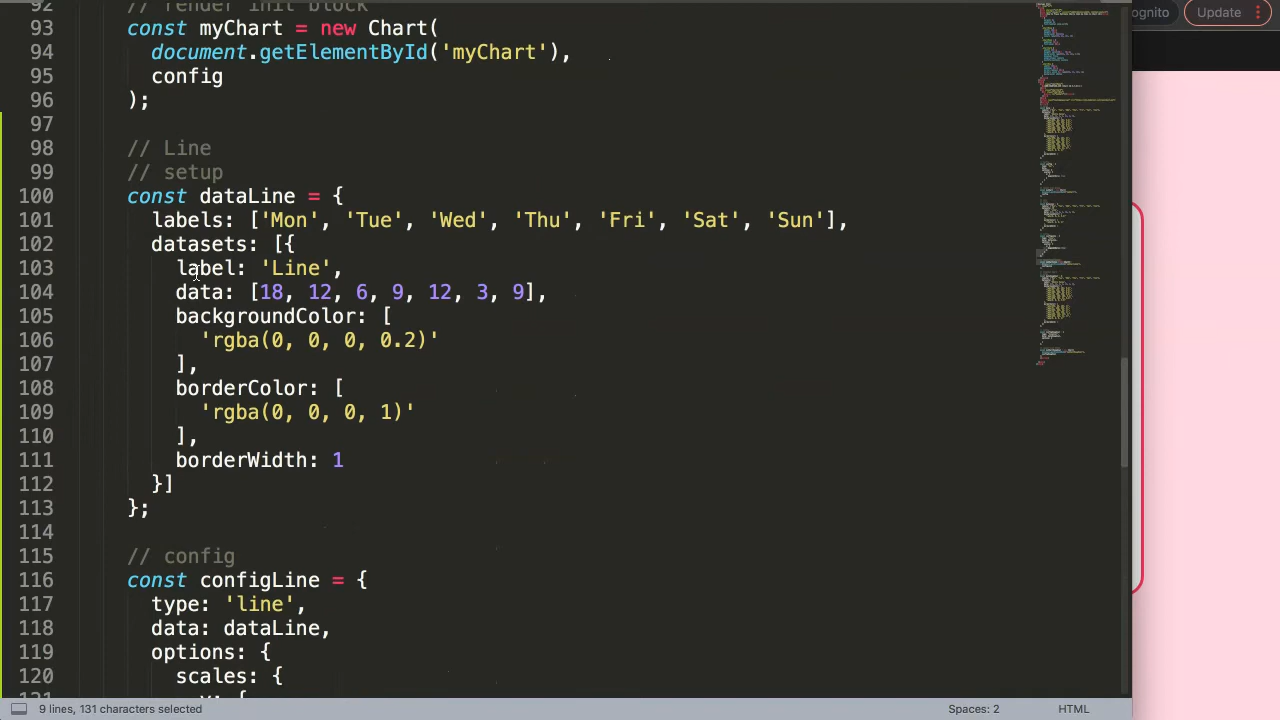 92 // render init block
93 const myChart = new Chart(
94 document.getElementById('myChart'),
95 config
96 );
97
98 // Line
99 // setup
100 const dataLine = {
101 labels: ['Mon', 'Tue', 'Wed', 'Thu', 'Fri', 'Sat', 'Sun'],
102 datasets: [{
103 label: 'Line',
104 data: [18, 12, 6, 9, 12, 3, 9],
105 backgroundColor: [
106 'rgba(0, 0, 0, 0.2)'
107 ],
108 borderColor: [
109 'rgba(0, 0, 0, 1)'
110 ],
111 borderWidth: 1
112 }]
113 };
114
115 // config
116 const configLine = {
117 type: 'line',
118 data: dataLine,
119 options: {
120 scales: {
121 y: {
9 lines, 131 characters selected
Spaces: 2
HTML
ognito
Update